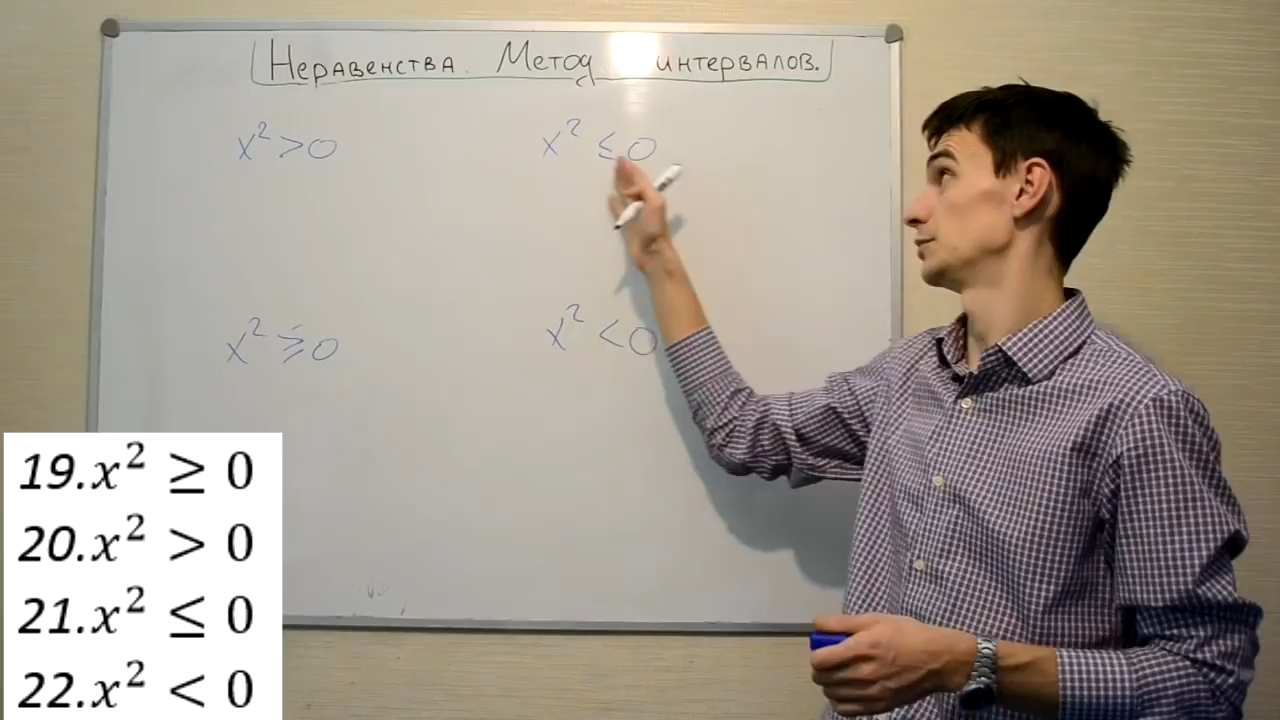 Неравенства. Метод интервалов.
x² > 0
x² ≤ 0
x² ⩾ 0
x² < 0
19. x² ≥ 0
20. x² > 0
21. x² ≤ 0
22. x² < 0